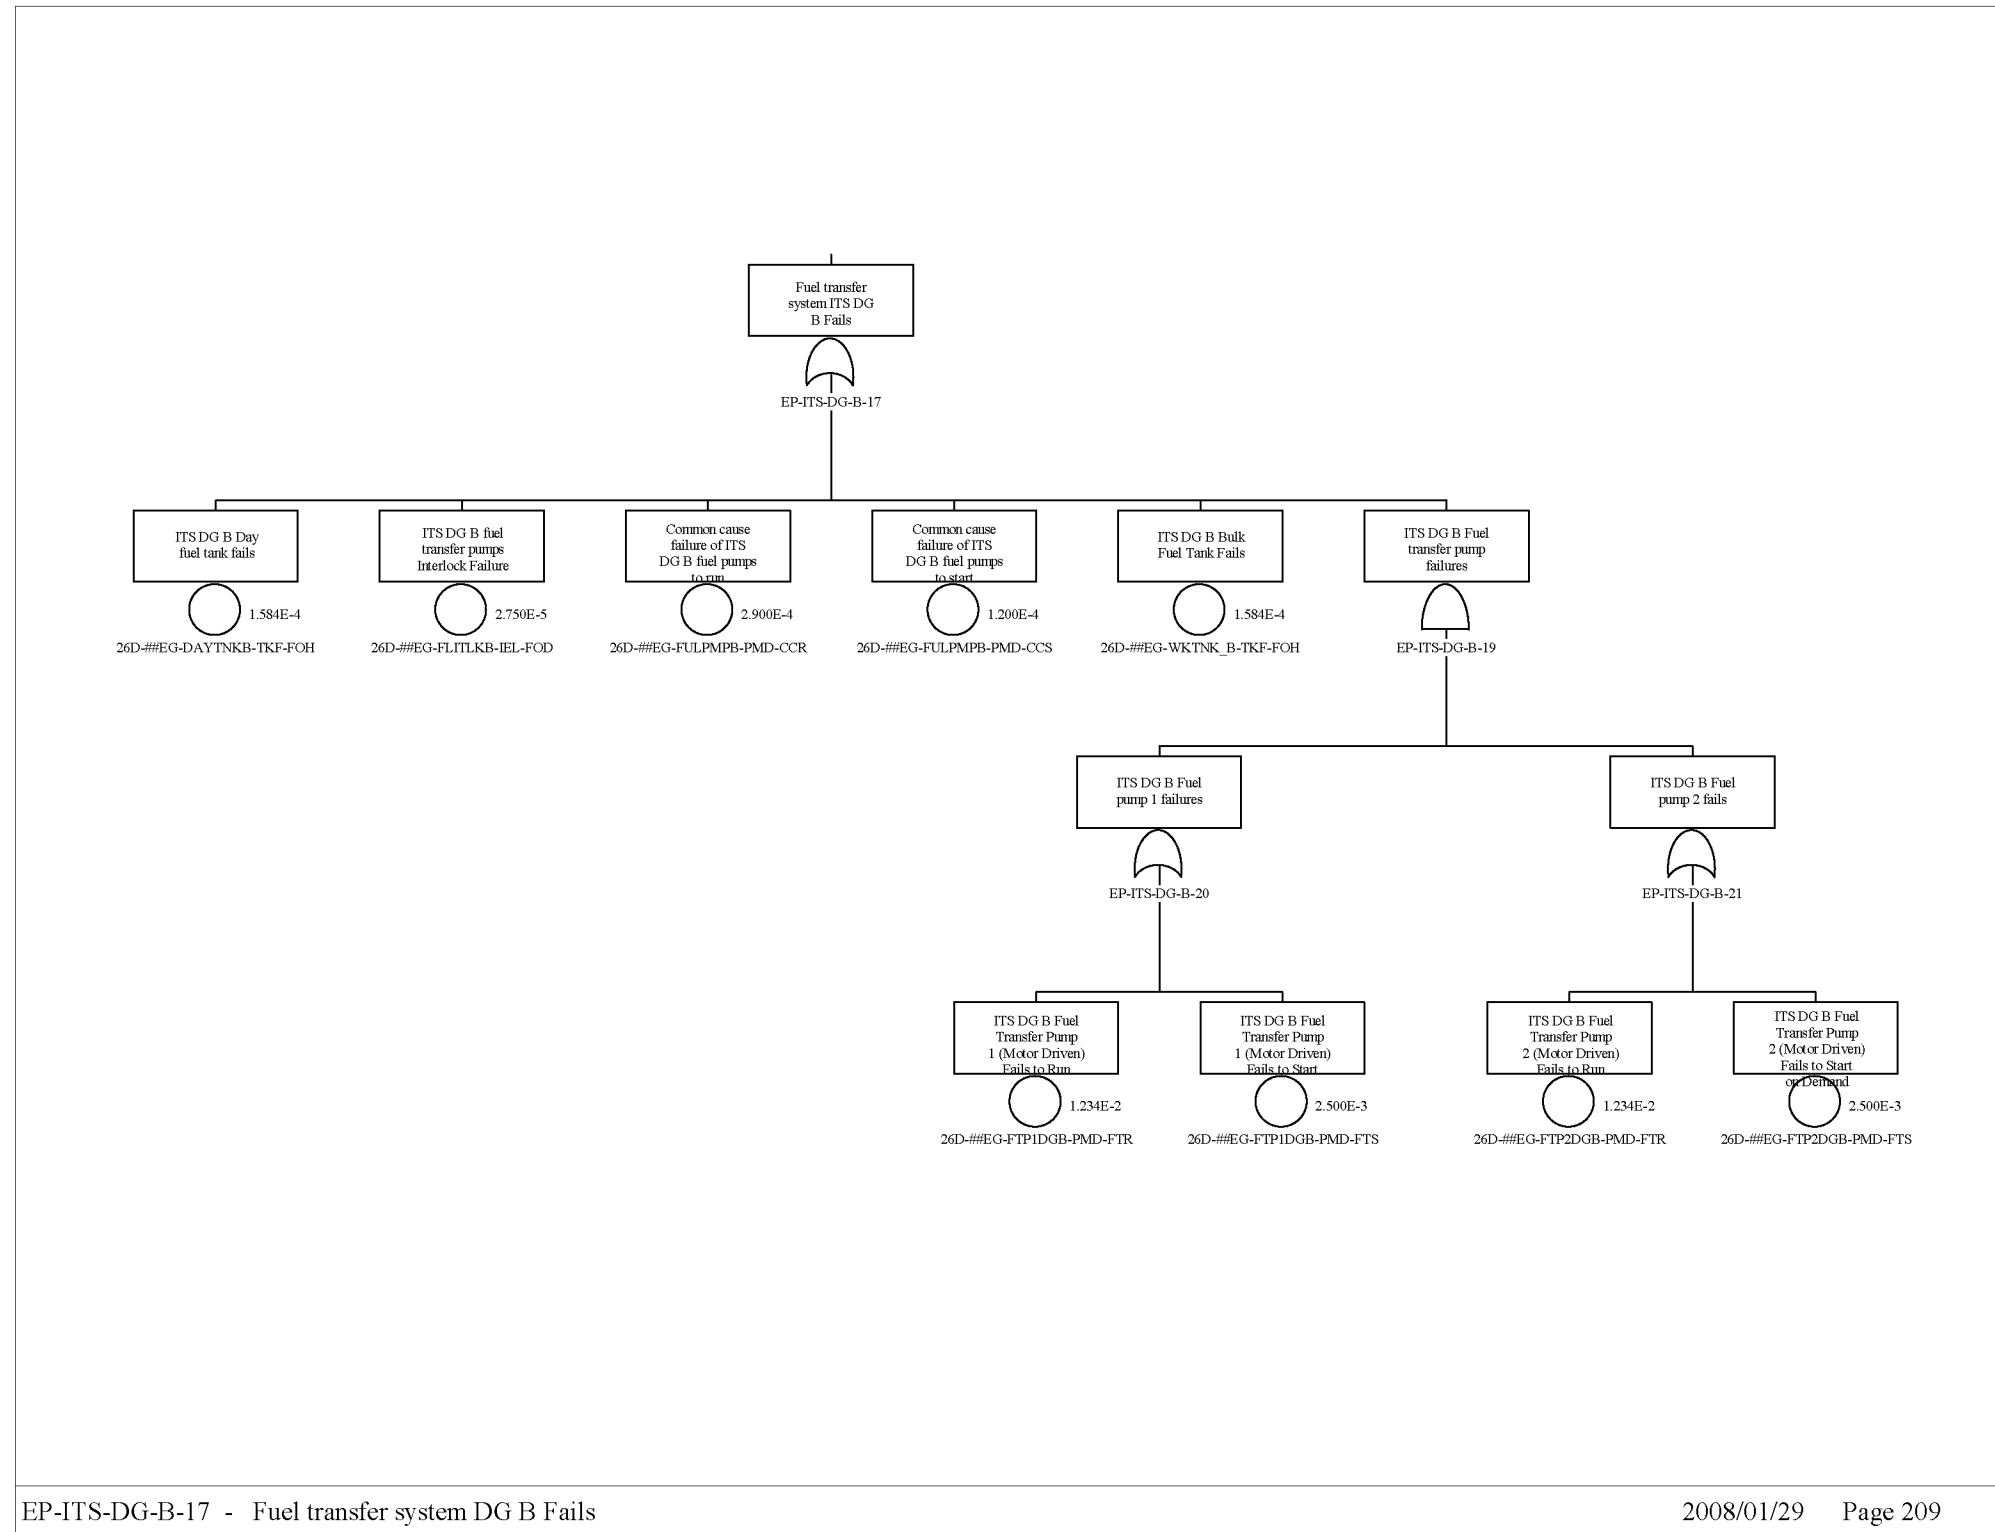 Fuel transfer
system ITS DG
B Fails
EP-ITS-DG-B-17
ITS DG B Day
fuel tank fails
1.584E-4
26D-##EG-DAYTNKB-TKF-FOH
ITS DG B fuel
transfer pumps
Interlock Failure
2.750E-5
26D-##EG-FLITLKB-IEL-FOD
Common cause
failure of ITS
DG B fuel pumps
to run
2.900E-4
26D-##EG-FULPMPB-PMD-CCR
Common cause
failure of ITS
DG B fuel pumps
to start
1.200E-4
26D-##EG-FULPMPB-PMD-CCS
ITS DG B Bulk
Fuel Tank Fails
1.584E-4
26D-##EG-WKTNK_B-TKF-FOH
ITS DG B Fuel
transfer pump
failures
EP-ITS-DG-B-19
ITS DG B Fuel
pump 1 failures
EP-ITS-DG-B-20
ITS DG B Fuel
pump 2 fails
EP-ITS-DG-B-21
ITS DG B Fuel
Transfer Pump
1 (Motor Driven)
Fails to Run
1.234E-2
26D-##EG-FTP1DGB-PMD-FTR
ITS DG B Fuel
Transfer Pump
1 (Motor Driven)
Fails to Start
2.500E-3
26D-##EG-FTP1DGB-PMD-FTS
ITS DG B Fuel
Transfer Pump
2 (Motor Driven)
Fails to Run
1.234E-2
26D-##EG-FTP2DGB-PMD-FTR
ITS DG B Fuel
Transfer Pump
2 (Motor Driven)
Fails to Start
on Demand
2.500E-3
26D-##EG-FTP2DGB-PMD-FTS
EP-ITS-DG-B-17 - Fuel transfer system DG B Fails
2008/01/29 Page 209